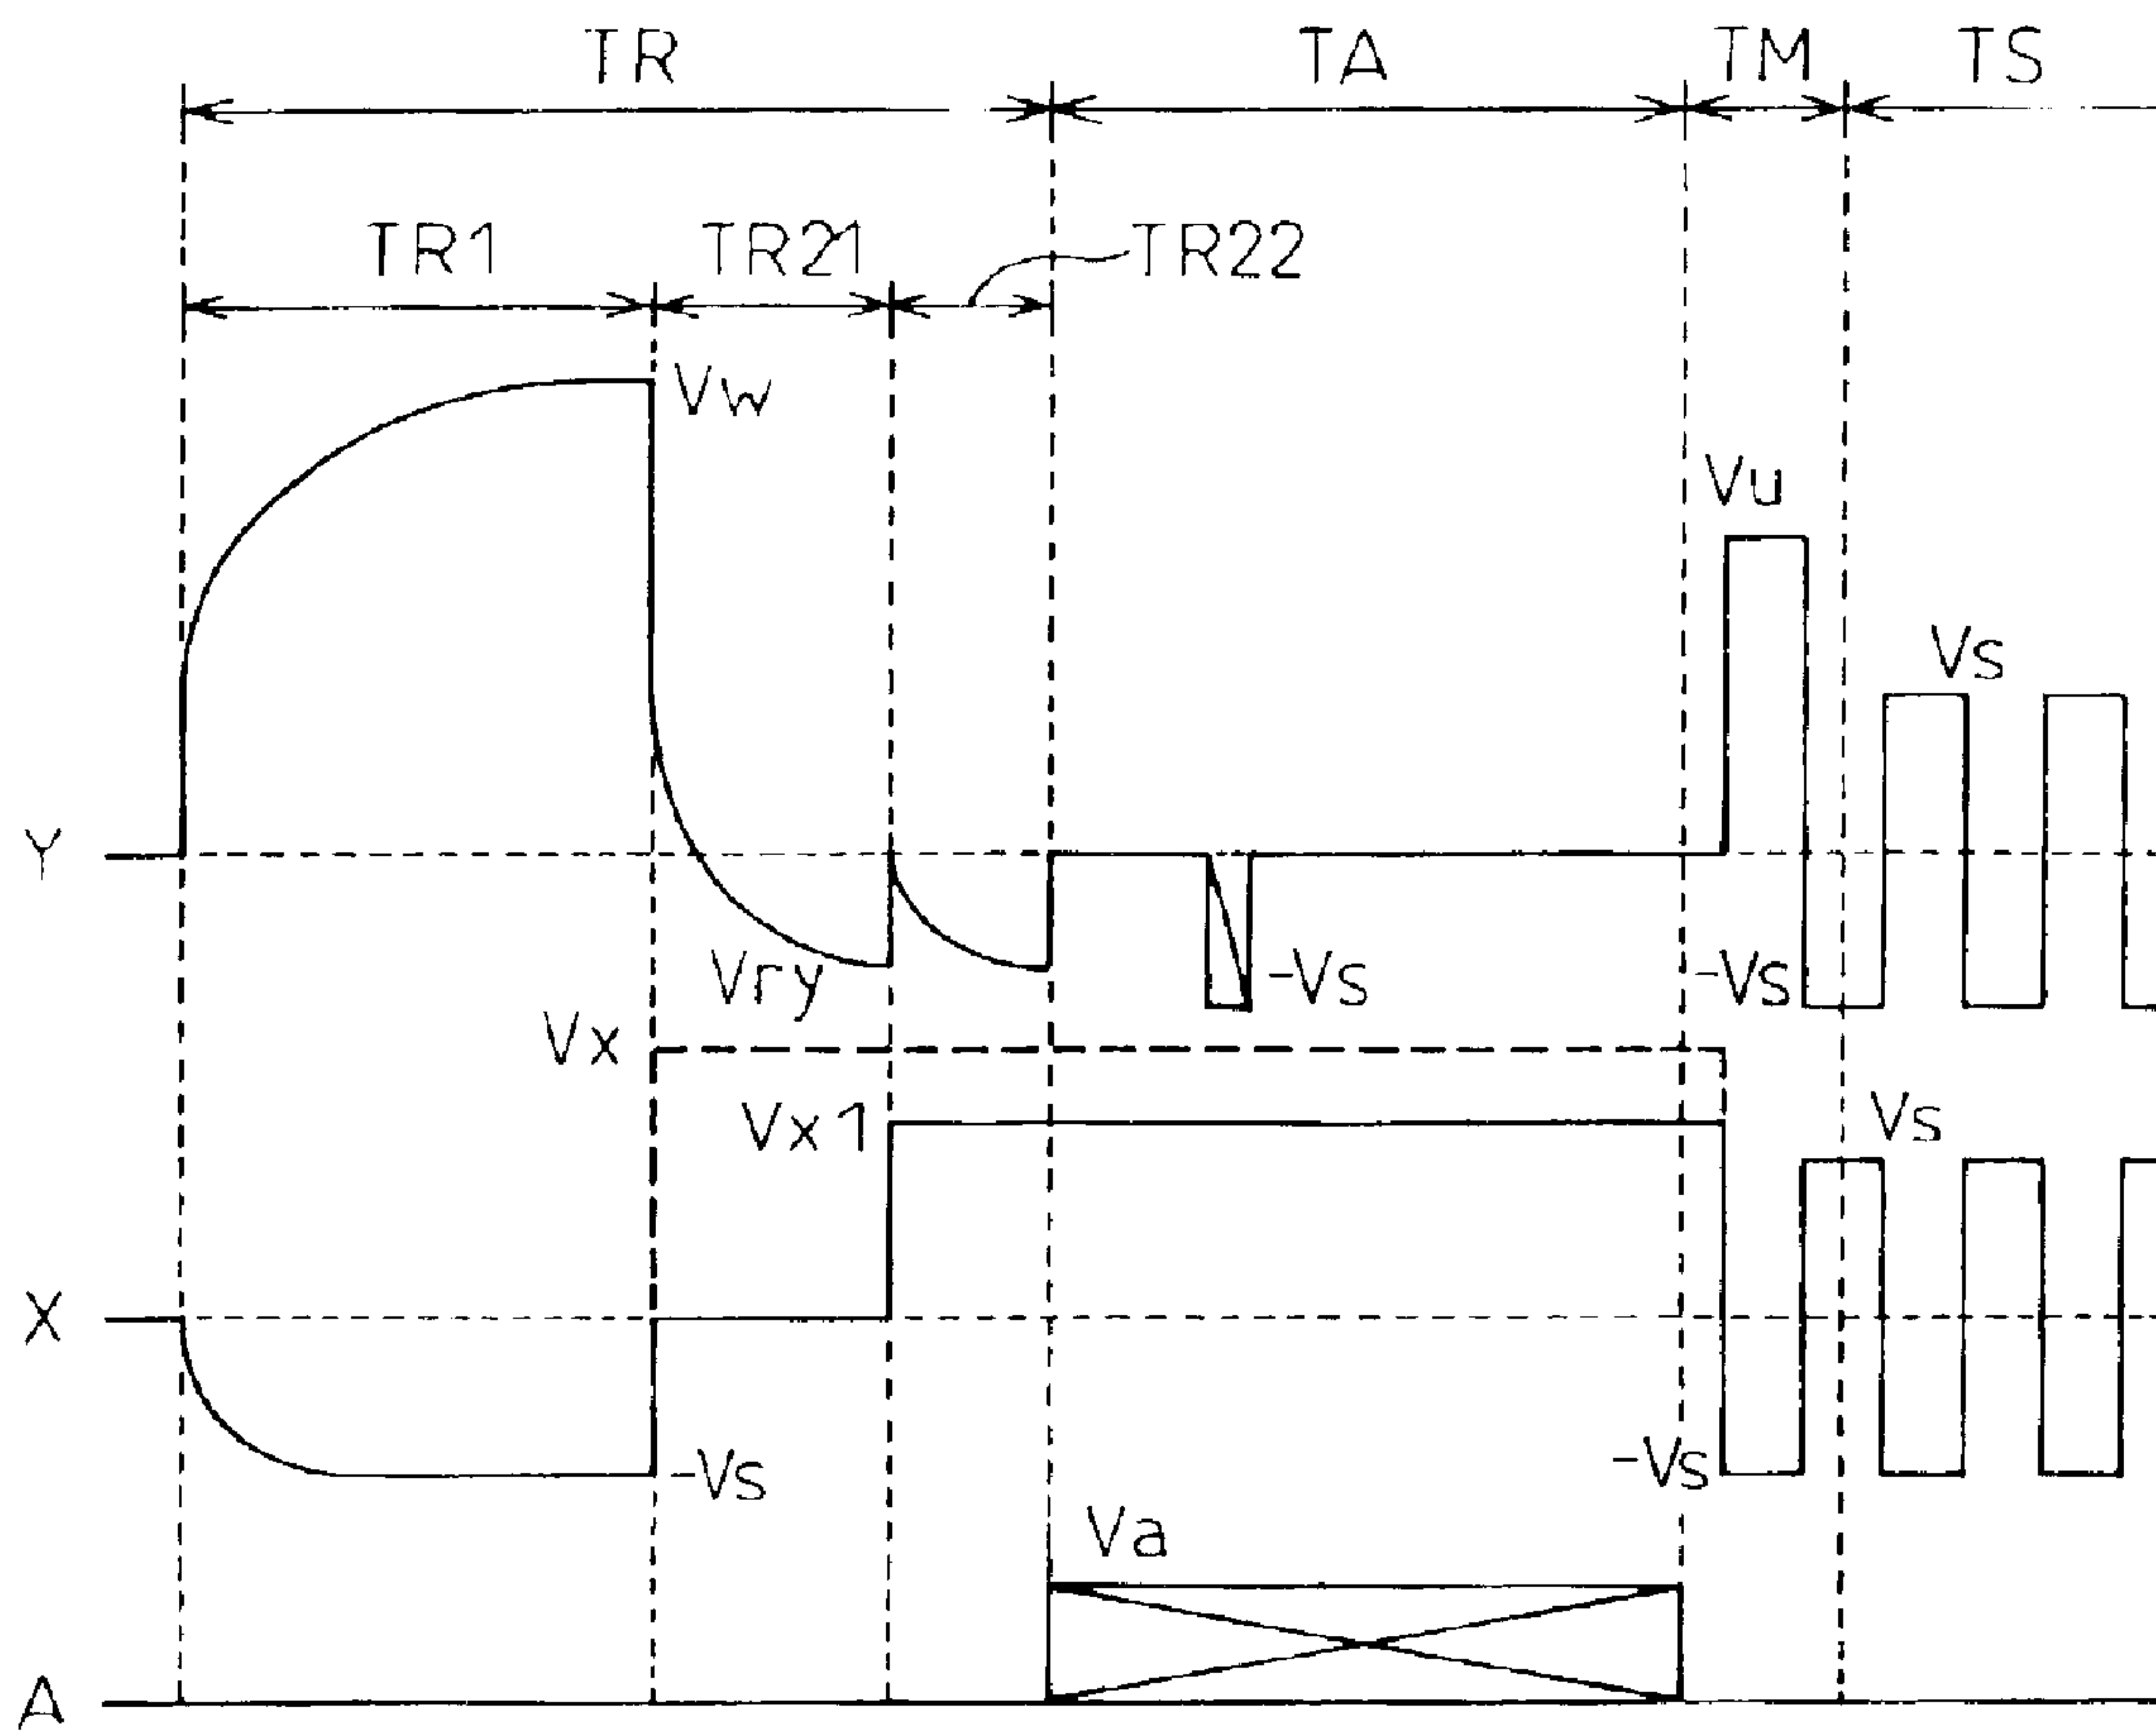 TR TA TM TS
TR1 TR21 TR22
Vw
Vu
Vs
Y
Vry -Vs -Vs
Vx
Vx1 Vs
X
-Vs -Vs
Va
A